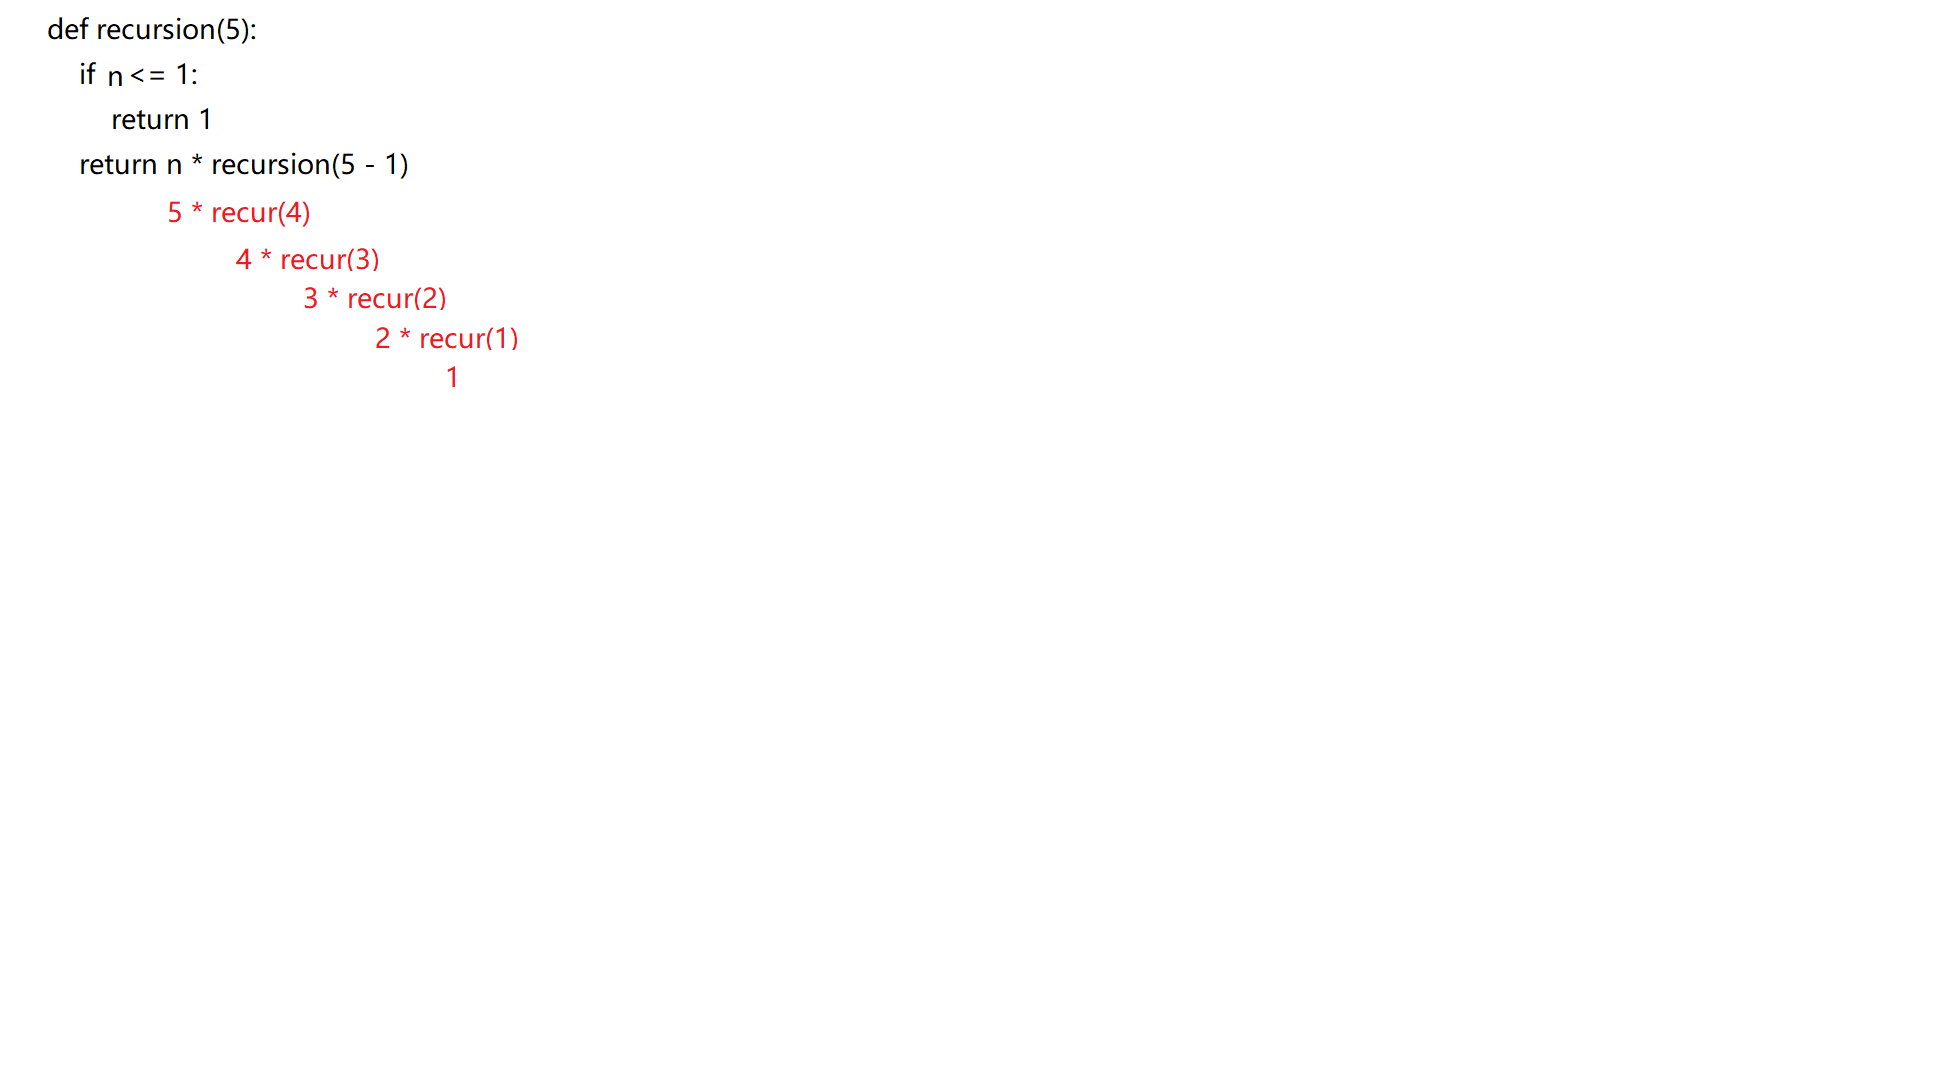 def recursion(5):
if n <= 1:
return 1
return n * recursion(5 - 1)
5 * recur(4)
4 * recur(3)
3 * recur(2)
2 * recur(1)
1